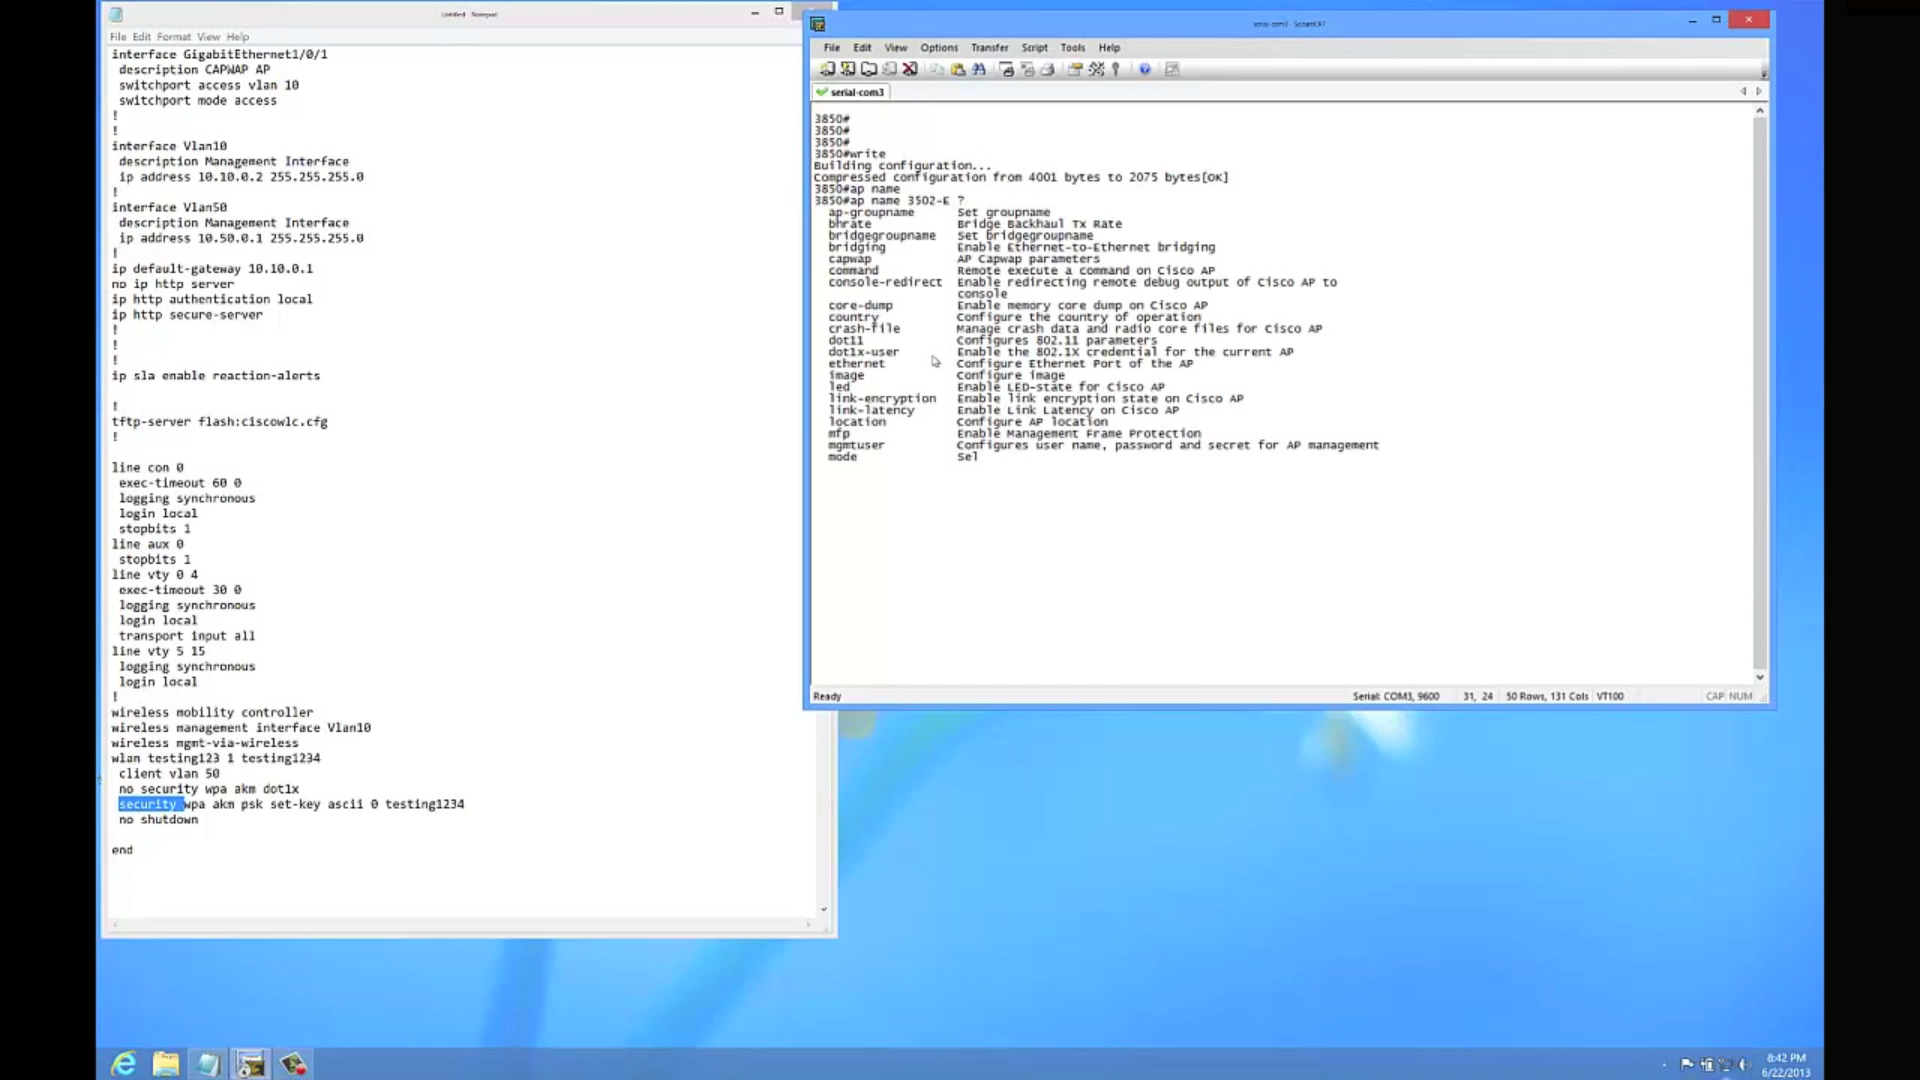 Untitled - Notepad
File Edit Format View Help
interface GigabitEthernet1/0/1
description CAPWAP AP
switchport access vlan 10
switchport mode access
!
!
interface Vlan10
description Management Interface
ip address 10.10.0.2 255.255.255.0
!
interface Vlan50
description Management Interface
ip address 10.50.0.1 255.255.255.0
!
ip default-gateway 10.10.0.1
no ip http server
ip http authentication local
ip http secure-server
!
!
!
ip sla enable reaction-alerts
!
tftp-server flash:ciscowlc.cfg
!
line con 0
exec-timeout 60 0
logging synchronous
login local
stopbits 1
line aux 0
stopbits 1
line vty 0 4
exec-timeout 30 0
logging synchronous
login local
transport input all
line vty 5 15
logging synchronous
login local
!
wireless mobility controller
wireless management interface Vlan10
wireless mgmt-via-wireless
wlan testing123 1 testing1234
client vlan 50
no security wpa akm dot1x
security wpa akm psk set-key ascii 0 testing1234
no shutdown
end
serial-com3 - SecureCRT
File Edit View Options Transfer Script Tools Help
serial-com3
3850#
3850#
3850#
3850#write
Building configuration...
Compressed configuration from 4001 bytes to 2075 bytes[OK]
3850#ap name
3850#ap name 3502-E ?
ap-groupname Set groupname
bhrate Bridge Backhaul Tx Rate
bridgegroupname Set bridgegroupname
bridging Enable Ethernet-to-Ethernet bridging
capwap AP Capwap parameters
command Remote execute a command on Cisco AP
console-redirect Enable redirecting remote debug output of Cisco AP to
console
core-dump Enable memory core dump on Cisco AP
country Configure the country of operation
crash-file Manage crash data and radio core files for Cisco AP
dot11 Configures 802.11 parameters
dot1x-user Enable the 802.1X credential for the current AP
ethernet Configure Ethernet Port of the AP
image Configure image
led Enable LED-state for Cisco AP
link-encryption Enable link encryption state on Cisco AP
link-latency Enable Link Latency on Cisco AP
location Configure AP location
mfp Enable Management Frame Protection
mgmtuser Configures user name, password and secret for AP management
mode Sel
Ready Serial: COM3, 9600 31, 24 50 Rows, 131 Cols VT100 CAP NUM
8:42 PM
6/22/2013